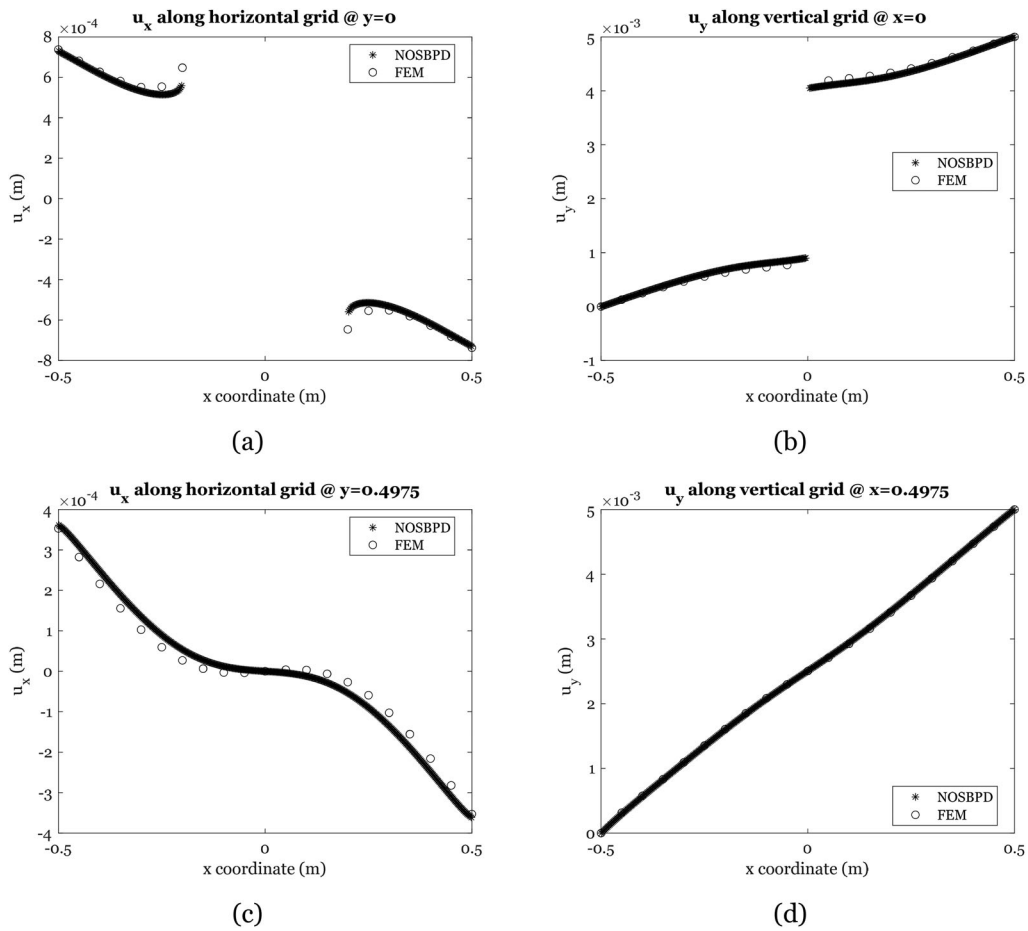 u_x along horizontal grid @ y=0
×10^-4
8
6
4
2
0
-2
-4
-6
-8
u_x (m)
-0.5
0
0.5
x coordinate (m)
NOSBPD
FEM
(a)
u_y along vertical grid @ x=0
×10^-3
5
4
3
2
1
0
-1
u_y (m)
-0.5
0
0.5
x coordinate (m)
NOSBPD
FEM
(b)
u_x along horizontal grid @ y=0.4975
×10^-4
4
3
2
1
0
-1
-2
-3
-4
u_x (m)
-0.5
0
0.5
x coordinate (m)
NOSBPD
FEM
(c)
u_y along vertical grid @ x=0.4975
×10^-3
5
4
3
2
1
0
u_y (m)
-0.5
0
0.5
x coordinate (m)
NOSBPD
FEM
(d)